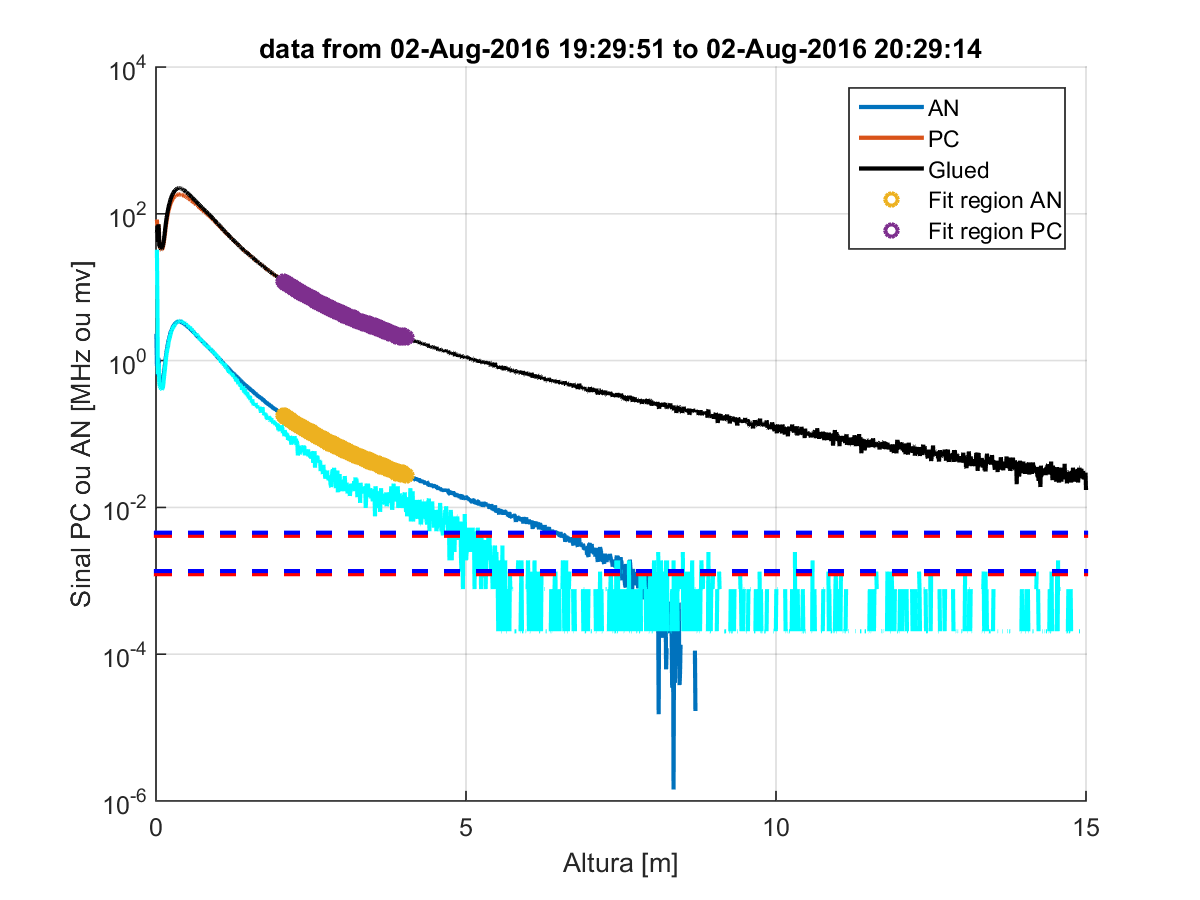 data from 02-Aug-2016 19:29:51 to 02-Aug-2016 20:29:14
AN
PC
Glued
Fit region AN
Fit region PC
Sinal PC ou AN [MHz ou mv]
10^4
10^2
10^0
10^-2
10^-4
10^-6
0 5 10 15
Altura [m]